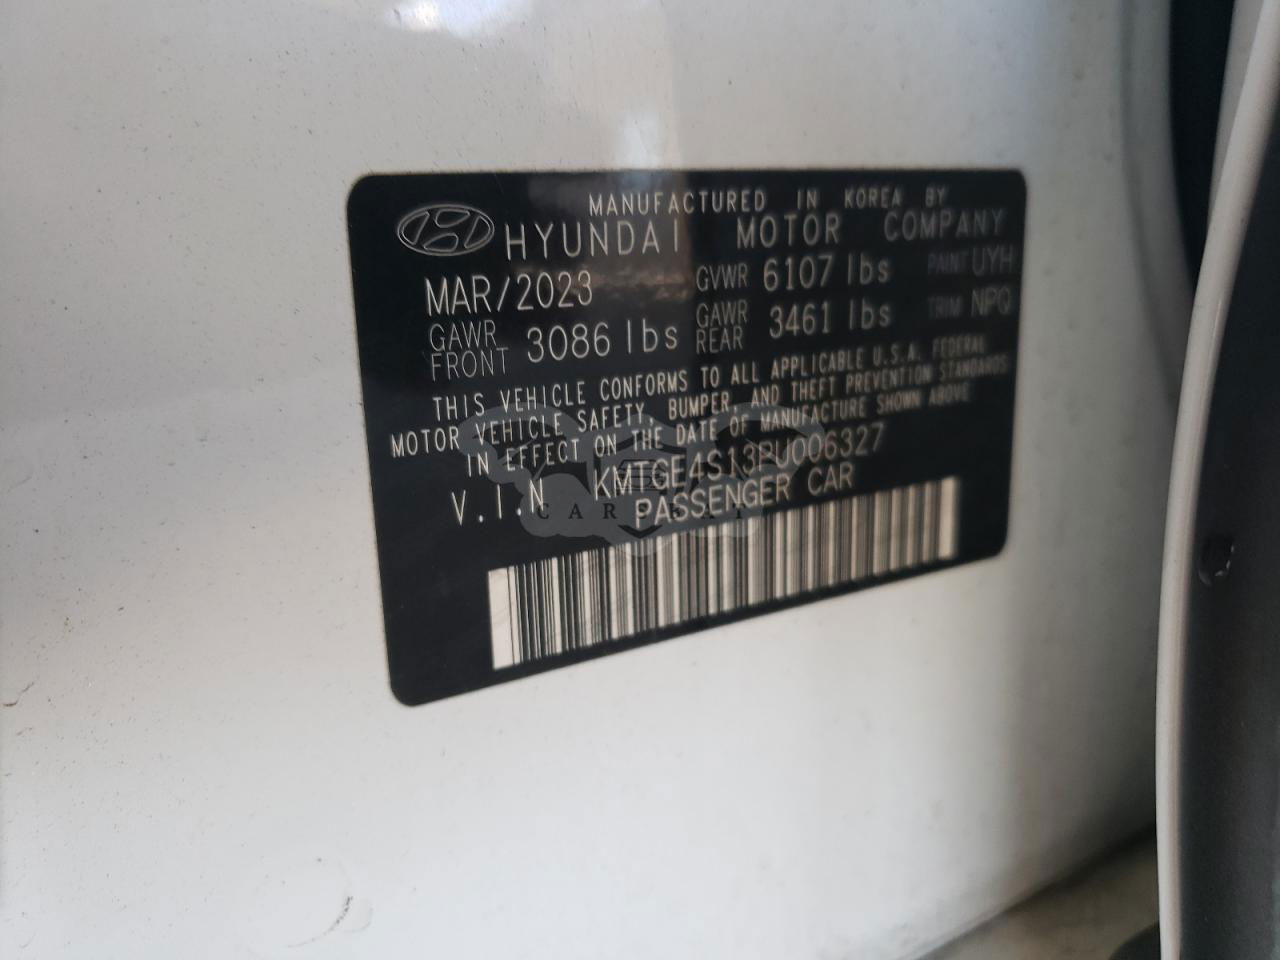 MANUFACTURED IN KOREA BY
HYUNDAI MOTOR COMPANY
MAR/2023 GVWR 6107 lbs PAINT UYH
GAWR FRONT 3086 lbs GAWR REAR 3461 lbs TRIM NPQ
THIS VEHICLE CONFORMS TO ALL APPLICABLE U.S.A. FEDERAL
MOTOR VEHICLE SAFETY, BUMPER, AND THEFT PREVENTION STANDARDS
IN EFFECT ON THE DATE OF MANUFACTURE SHOWN ABOVE
V.I.N KMTGE4S13PU006327
PASSENGER CAR